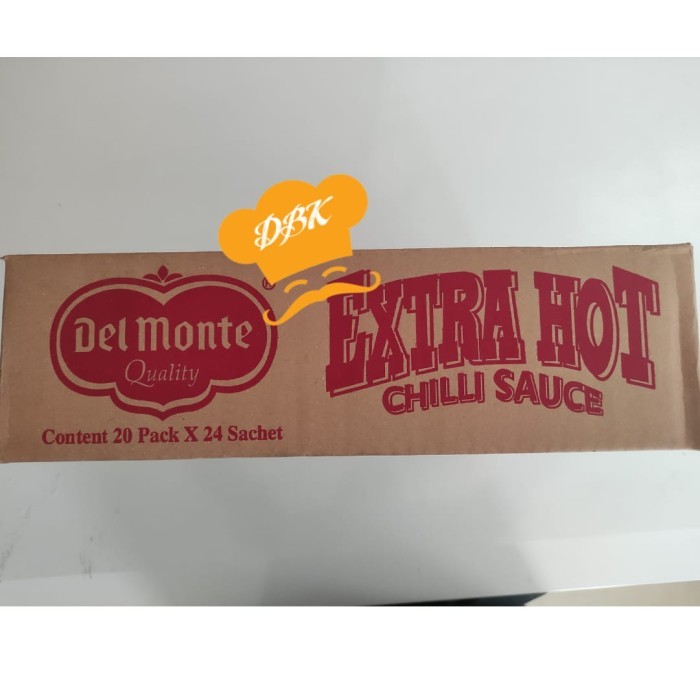 DBK
Del Monte
®
Quality
Content 20 Pack X 24 Sachet
EXTRA HOT
CHILLI SAUCE